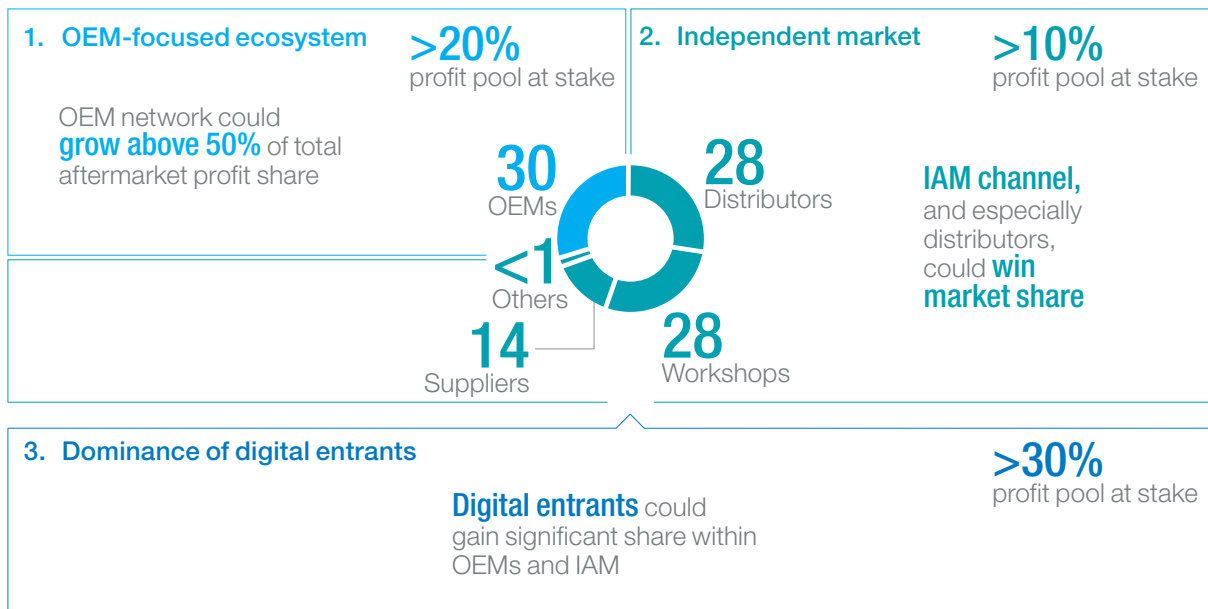 1. OEM-focused ecosystem
>20%
profit pool at stake
OEM network could
grow above 50% of total
aftermarket profit share
2. Independent market
>10%
profit pool at stake
IAM channel,
and especially
distributors,
could win
market share
30
OEMs
28
Distributors
<1
Others
14
Suppliers
28
Workshops
3. Dominance of digital entrants
>30%
profit pool at stake
Digital entrants could
gain significant share within
OEMs and IAM